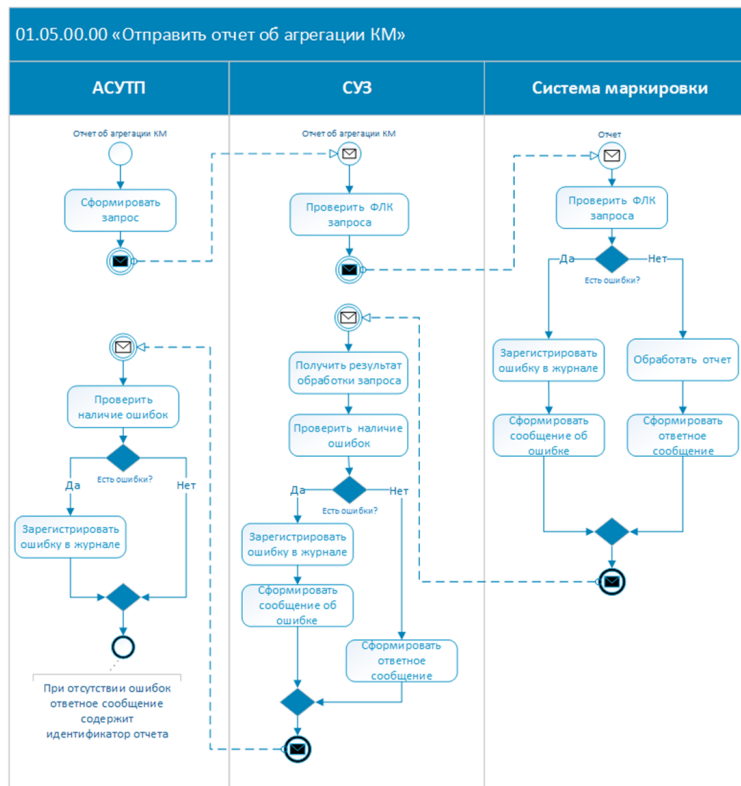 01.05.00.00 «Отправить отчет об агрегации КМ»
АСУТП
СУЗ
Система маркировки
Отчет об агрегации КМ
Сформировать
запрос
Проверить
наличие ошибок
Есть ошибки?
Да
Нет
Зарегистрировать
ошибку в журнале
При отсутствии ошибок
ответное сообщение
содержит
идентификатор отчета
Отчет об агрегации КМ
Проверить ФЛК
запроса
Получить результат
обработки запроса
Проверить наличие
ошибок
Да
Нет
Есть ошибки?
Зарегистрировать
ошибку в журнале
Сформировать
сообщение об
ошибке
Сформировать
ответное
сообщение
Отчет
Проверить ФЛК
запроса
Да
Нет
Есть ошибки?
Зарегистрировать
ошибку в журнале
Обработать отчет
Сформировать
сообщение об
ошибке
Сформировать
ответное
сообщение